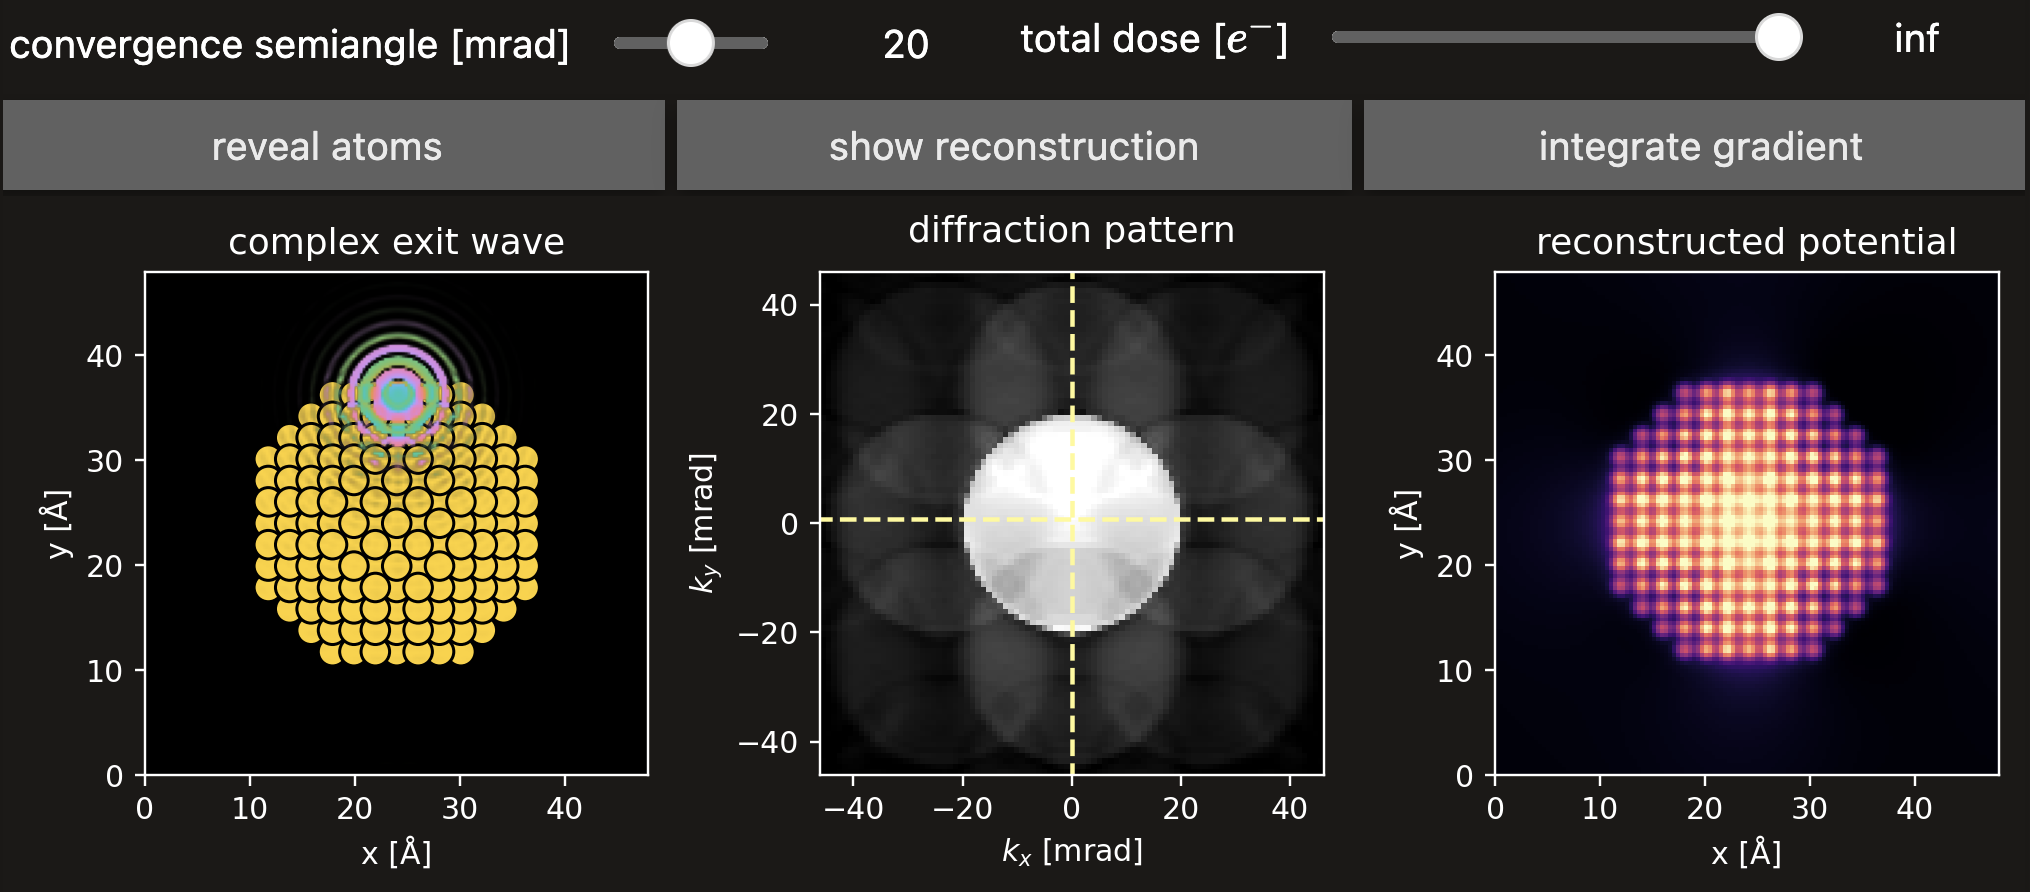 convergence semiangle [mrad] 20 total dose [e⁻] inf
reveal atoms show reconstruction integrate gradient
complex exit wave
40
30
20
10
0
0 10 20 30 40
y [Å]
x [Å]
diffraction pattern
40
20
0
−20
−40
−40 −20 0 20 40
k_y [mrad]
k_x [mrad]
reconstructed potential
40
30
20
10
0
0 10 20 30 40
y [Å]
x [Å]